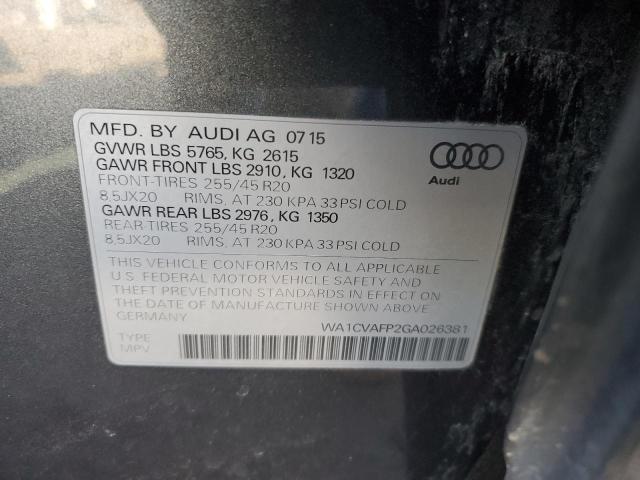 MFD. BY AUDI AG 07 15
GVWR LBS 5765, KG 2615
GAWR FRONT LBS 2910, KG 1320
FRONT-TIRES 255/45 R20
8,5JX20 RIMS, AT 230 KPA 33 PSI COLD
GAWR REAR LBS 2976, KG 1350
REAR TIRES 255/45 R20
8,5JX20 RIMS, AT 230 KPA 33 PSI COLD
Audi
THIS VEHICLE CONFORMS TO ALL APPLICABLE
U.S. FEDERAL MOTOR VEHICLE SAFETY AND
THEFT PREVENTION STANDARDS IN EFFECT ON
THE DATE OF MANUFACTURE SHOWN ABOVE
GERMANY
WA1CVAFP2GA026381
TYPE
MPV